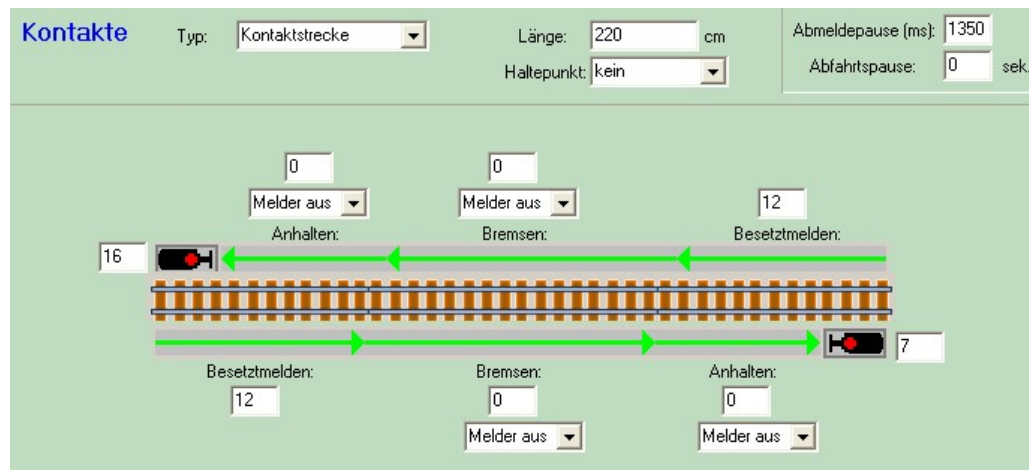 Kontakte Typ: Kontaktstrecke Länge: 220 cm Abmeldepause (ms): 1350
Haltepunkt: kein Abfahrtspause: 0 sek.
0 0
Melder aus Melder aus 12
Anhalten: Bremsen: Besetztmelden:
16
7
Besetztmelden: Bremsen: Anhalten:
12 0 0
Melder aus Melder aus